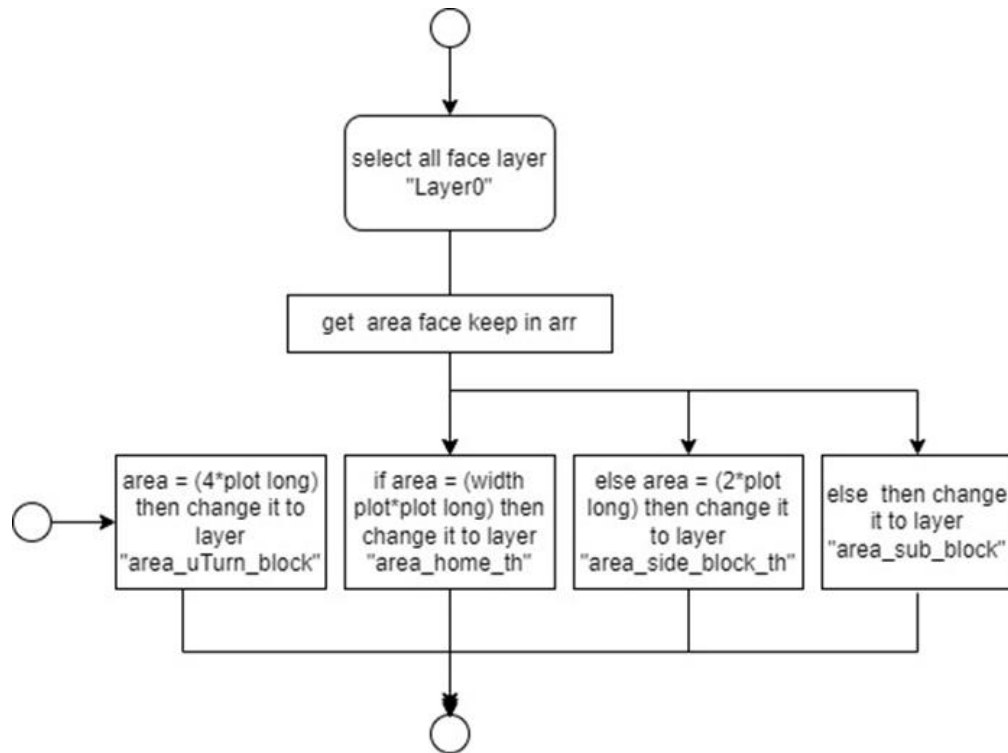 select all face layer
"Layer0"
get area face keep in arr
area = (4*plot long)
then change it to
layer
"area_uTurn_block"
if area = (width
plot*plot long) then
change it to layer
"area_home_th"
else area = (2*plot
long) then change it
to layer
"area_side_block_th"
else then change
it to layer
"area_sub_block"